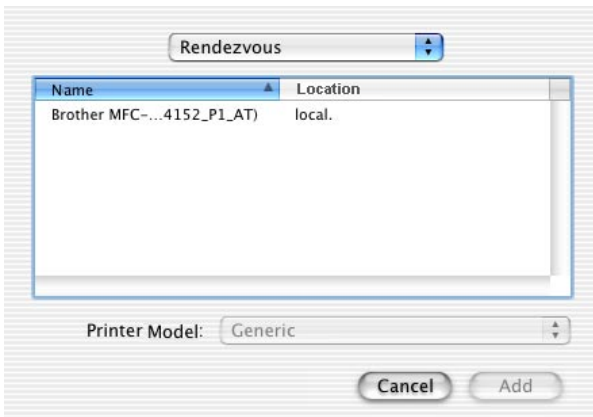 Rendezvous
Name Location
Brother MFC-...4152_P1_AT) local.
Printer Model: Generic
Cancel Add